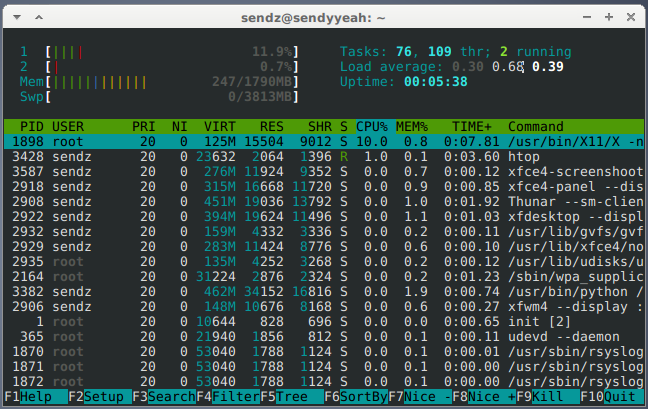 sendz@sendyyeah: ~
1 [|||| 11.9%] Tasks: 76, 109 thr; 2 running
2 [| 0.7%] Load average: 0.30 0.68 0.39
Mem[||||||||||||| 247/1790MB] Uptime: 00:05:38
Swp[ 0/3813MB]
PID USER PRI NI VIRT RES SHR S CPU% MEM% TIME+ Command
1898 root 20 0 125M 15504 9012 S 10.0 0.8 0:07.81 /usr/bin/X11/X -n
3428 sendz 20 0 23632 2064 1396 R 1.0 0.1 0:03.60 htop
3587 sendz 20 0 276M 11924 9352 S 0.0 0.7 0:00.12 xfce4-screenshoot
2918 sendz 20 0 315M 16668 11720 S 0.0 0.9 0:00.85 xfce4-panel --dis
2908 sendz 20 0 451M 19036 13792 S 0.0 1.0 0:01.92 Thunar --sm-clien
2922 sendz 20 0 394M 19624 11496 S 0.0 1.1 0:01.03 xfdesktop --displ
2932 sendz 20 0 159M 4332 3336 S 0.0 0.2 0:00.11 /usr/lib/gvfs/gvf
2929 sendz 20 0 283M 11424 8776 S 0.0 0.6 0:00.10 /usr/lib/xfce4/no
2935 root 20 0 135M 4252 3268 S 0.0 0.2 0:00.12 /usr/lib/udisks/u
2164 root 20 0 31224 2876 2324 S 0.0 0.2 0:01.23 /sbin/wpa_supplic
3382 sendz 20 0 462M 34152 16816 S 0.0 1.9 0:00.74 /usr/bin/python /
2906 sendz 20 0 148M 10676 8168 S 0.0 0.6 0:00.27 xfwm4 --display :
1 root 20 0 10644 828 696 S 0.0 0.0 0:00.65 init [2]
365 root 20 0 21940 1856 812 S 0.0 0.1 0:00.11 udevd --daemon
1870 root 20 0 53040 1788 1124 S 0.0 0.1 0:00.01 /usr/sbin/rsyslog
1871 root 20 0 53040 1788 1124 S 0.0 0.1 0:00.00 /usr/sbin/rsyslog
1872 root 20 0 53040 1788 1124 S 0.0 0.1 0:00.00 /usr/sbin/rsyslog
F1Help F2Setup F3SearchF4FilterF5Tree F6SortByF7Nice -F8Nice +F9Kill F10Quit